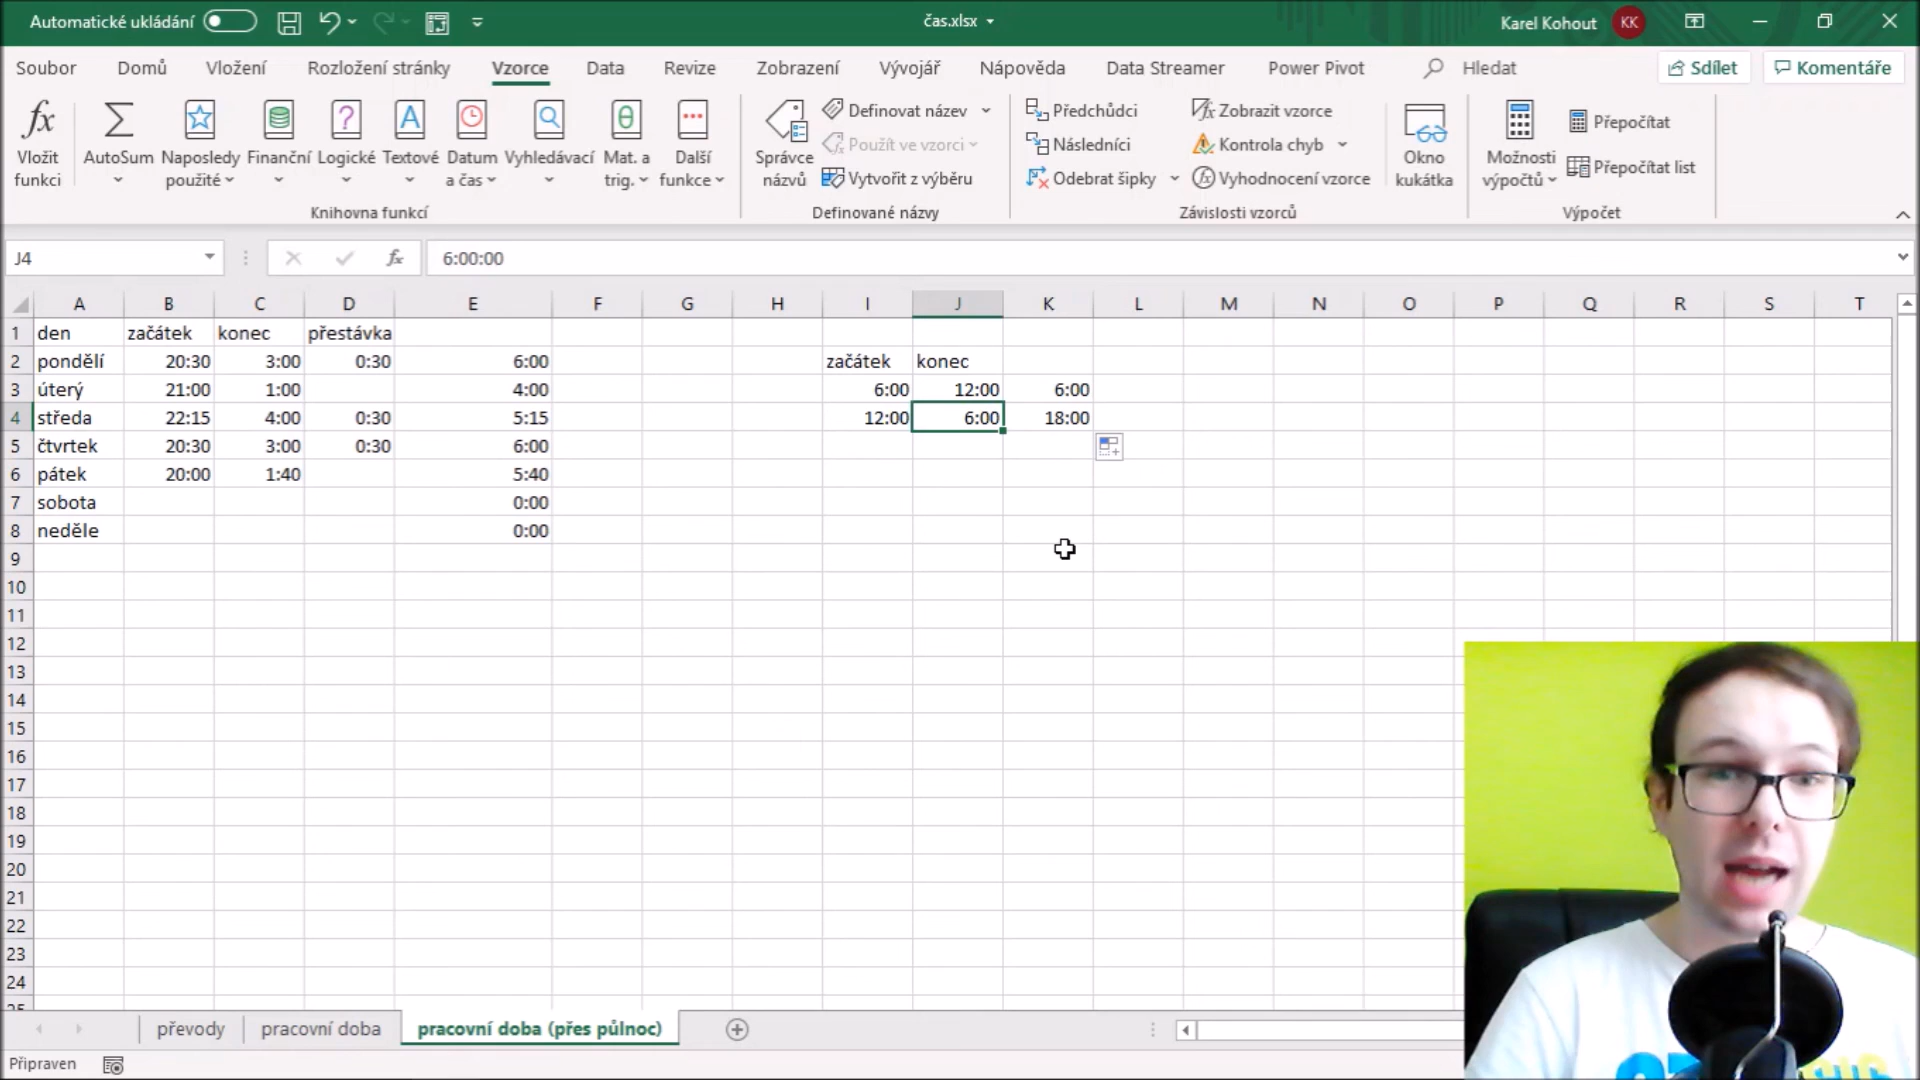 Automatické ukládání
čas.xlsx
Karel Kohout KK
Soubor Domů Vložení Rozložení stránky Vzorce Data Revize Zobrazení Vývojář Nápověda Data Streamer Power Pivot Hledat Sdílet Komentáře
Vložit funkci
AutoSum
Naposledy použité
Finanční
Logické
Textové
Datum a čas
Vyhledávací
Mat. a trig.
Další funkce
Knihovna funkcí
Správce názvů
Definovat název
Použít ve vzorci
Vytvořit z výběru
Definované názvy
Předchůdci
Následníci
Odebrat šipky
Zobrazit vzorce
Kontrola chyb
Vyhodnocení vzorce
Závislosti vzorců
Okno kukátka
Možnosti výpočtů
Přepočítat
Přepočítat list
Výpočet
J4 fx 6:00:00
A B C D E F G H I J K L M N O P Q R S T
1 den začátek konec přestávka
2 pondělí 20:30 3:00 0:30 6:00 začátek konec
3 úterý 21:00 1:00 4:00 6:00 12:00 6:00
4 středa 22:15 4:00 0:30 5:15 12:00 6:00 18:00
5 čtvrtek 20:30 3:00 0:30 6:00
6 pátek 20:00 1:40 5:40
7 sobota 0:00
8 neděle 0:00
9
10
11
12
13
14
15
16
17
18
19
20
21
22
23
24
25
převody pracovní doba pracovní doba (přes půlnoc)
Připraven